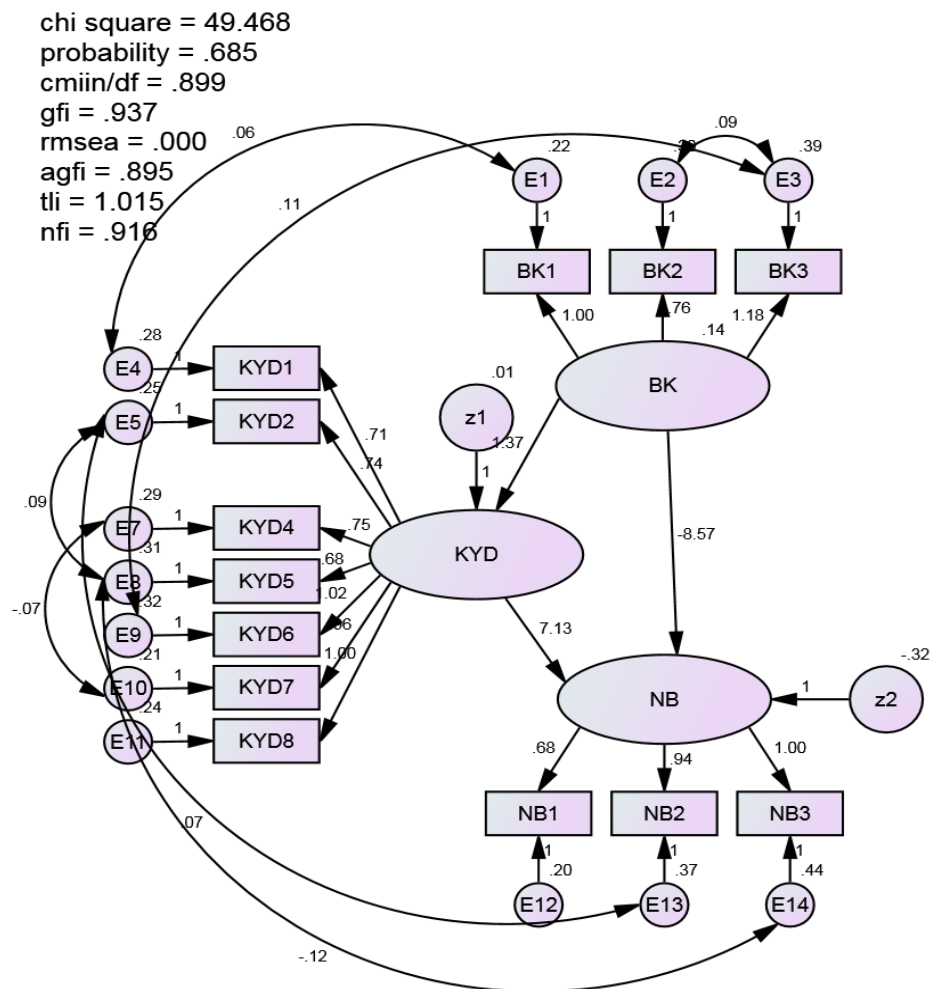 chi square = 49.468
probability = .685
cmiin/df = .899
gfi = .937
rmsea = .000
agfi = .895
tli = 1.015
nfi = .916
.06
.09
.22
.39
E1
E2
E3
.11
1
1
1
BK1
BK2
BK3
1.00
.76
1.18
.14
BK
.28
E4
1
KYD1
.01
z1
1
1.37
.25
E5
1
KYD2
.71
.74
.09
.29
E7
1
KYD4
.75
KYD
-8.57
.31
E8
1
KYD5
.68
1.02
-.07
.32
E9
1
KYD6
1.00
7.13
.21
E10
1
KYD7
.24
E11
1
KYD8
NB
1
z2
-.32
.68
.94
1.00
NB1
NB2
NB3
.07
1
1
1
.20
.37
.44
E12
E13
E14
-.12